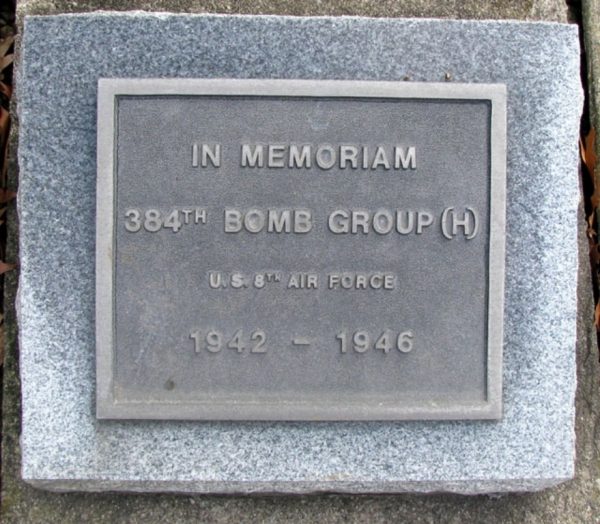 IN MEMORIAM
384TH BOMB GROUP (H)
U.S. 8TH AIR FORCE
1942 - 1946